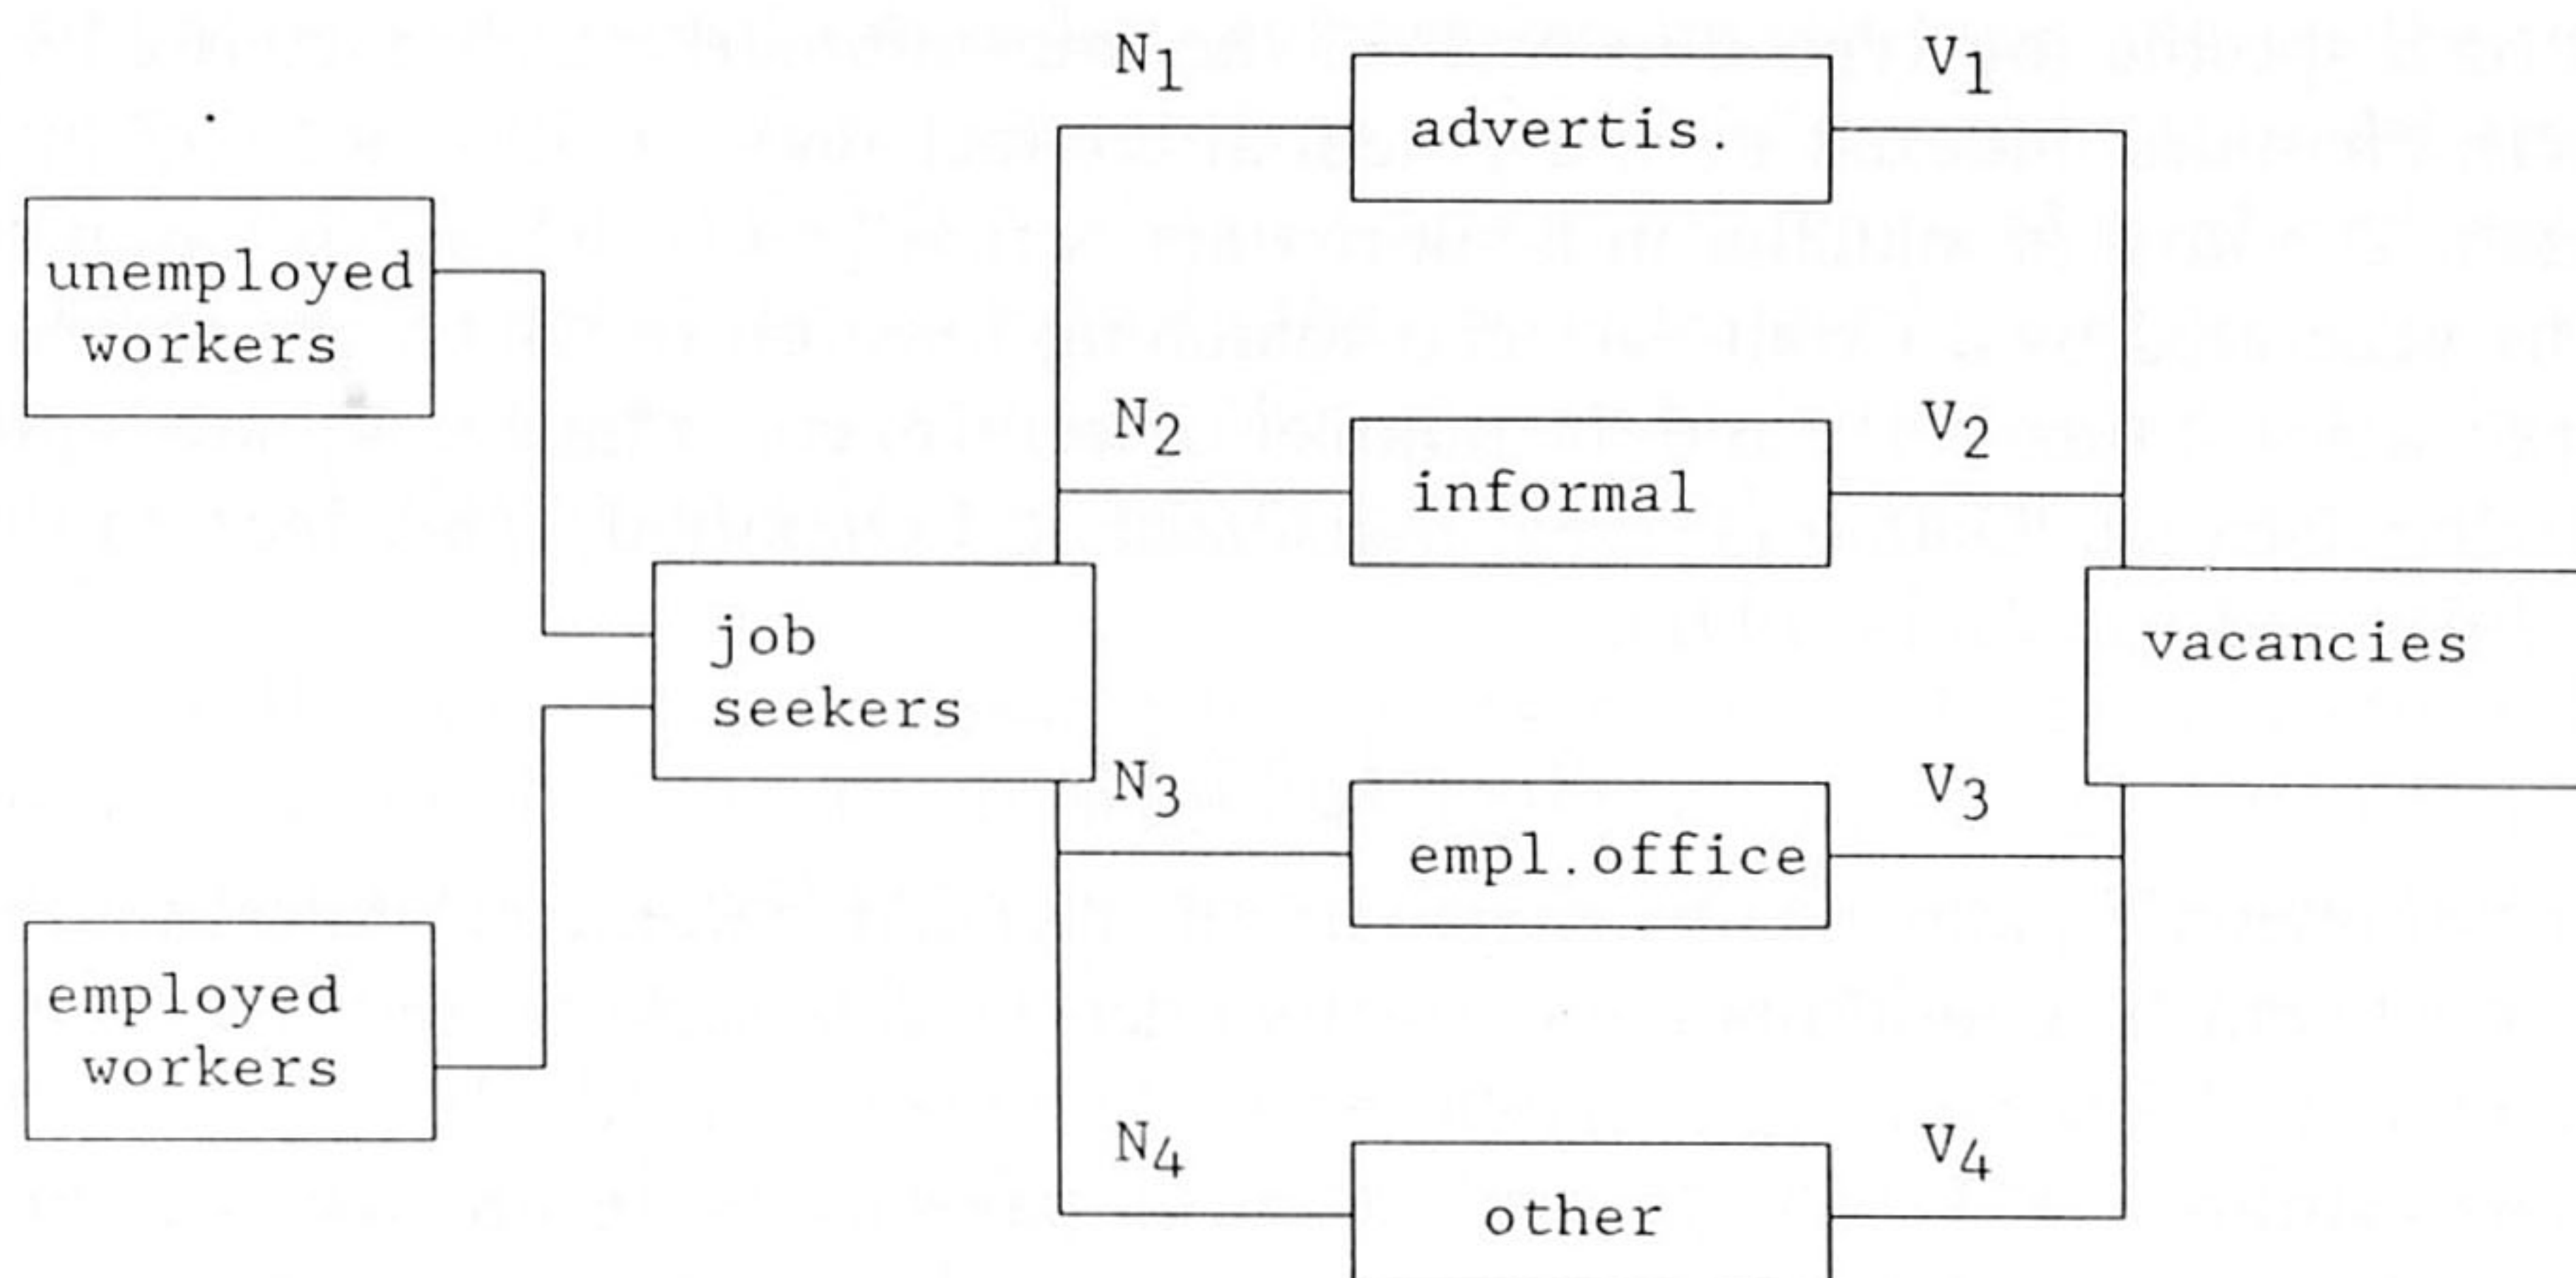 N1
V1
advertis.
unemployed
workers
N2
V2
informal
job
seekers
vacancies
N3
V3
empl.office
employed
workers
N4
V4
other